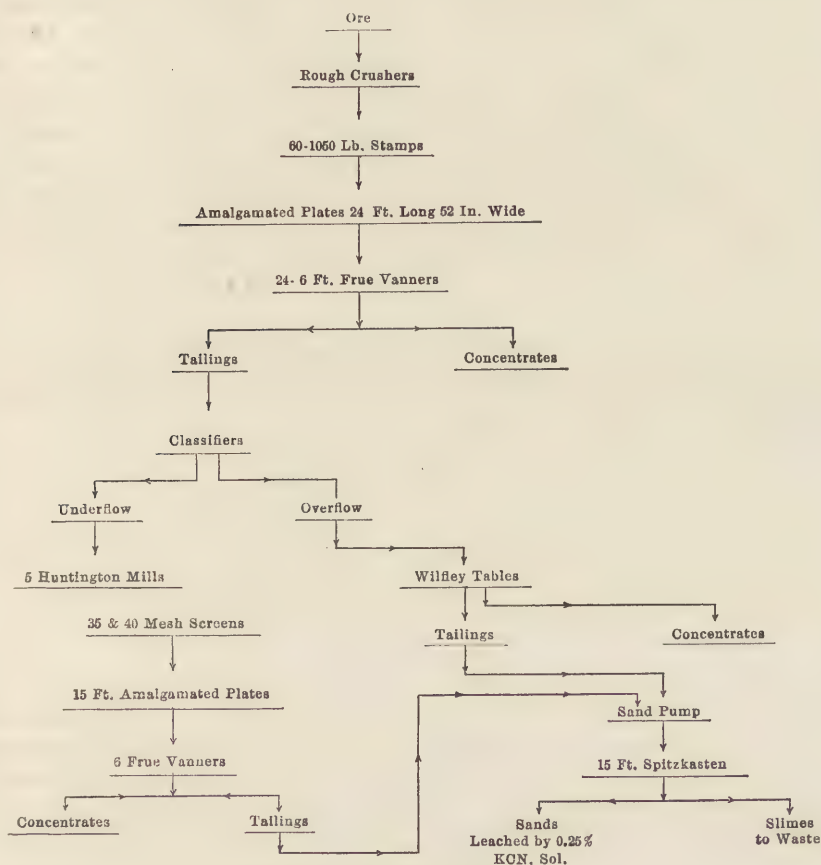 Ore
Rough Crushers
60-1050 Lb. Stamps
Amalgamated Plates 24 Ft. Long 52 In. Wide
24- 6 Ft. Frue Vanners
Tailings
Concentrates
Classifiers
Underflow
Overflow
5 Huntington Mills
Wilfley Tables
35 & 40 Mesh Screens
Tailings
Concentrates
15 Ft. Amalgamated Plates
Sand Pump
6 Frue Vanners
15 Ft. Spitzkasten
Concentrates
Tailings
Sands
Leached by 0.25%
KCN, Sol.
Slimes
to Waste